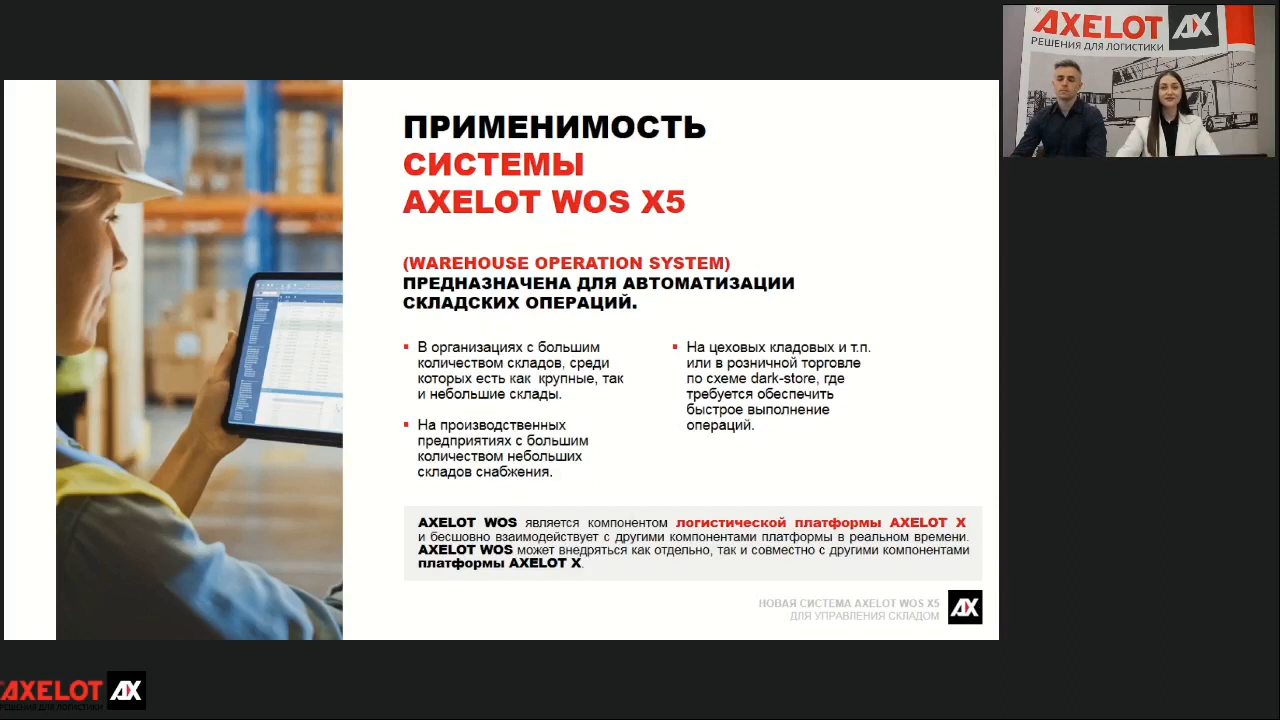 AXELOT AX
РЕШЕНИЯ ДЛЯ ЛОГИСТИКИ
ПРИМЕНИМОСТЬ
СИСТЕМЫ
AXELOT WOS X5
(WAREHOUSE OPERATION SYSTEM)
ПРЕДНАЗНАЧЕНА ДЛЯ АВТОМАТИЗАЦИИ
СКЛАДСКИХ ОПЕРАЦИЙ.
▪ В организациях с большим
количеством складов, среди
которых есть как крупные, так
и небольшие склады.
▪ На производственных
предприятиях с большим
количеством небольших
складов снабжения.
▪ На цеховых кладовых и т.п.
или в розничной торговле
по схеме dark-store, где
требуется обеспечить
быстрое выполнение
операций.
AXELOT WOS является компонентом логистической платформы AXELOT X
и бесшовно взаимодействует с другими компонентами платформы в реальном времени.
AXELOT WOS может внедряться как отдельно, так и совместно с другими компонентами
платформы AXELOT X.
НОВАЯ СИСТЕМА AXELOT WOS X5
ДЛЯ УПРАВЛЕНИЯ СКЛАДОМ
AX
AXELOT AX
РЕШЕНИЯ ДЛЯ ЛОГИСТИКИ